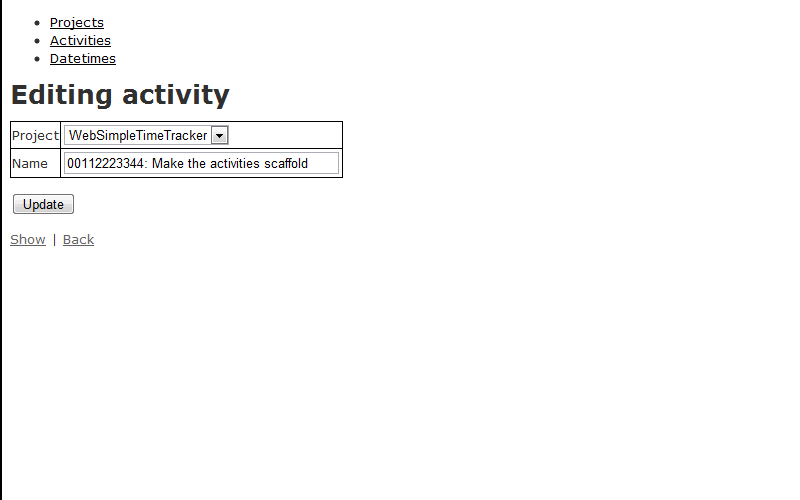 Projects
Activities
Datetimes
Editing activity
Project WebSimpleTimeTracker
Name 00112223344: Make the activities scaffold
Update
Show | Back